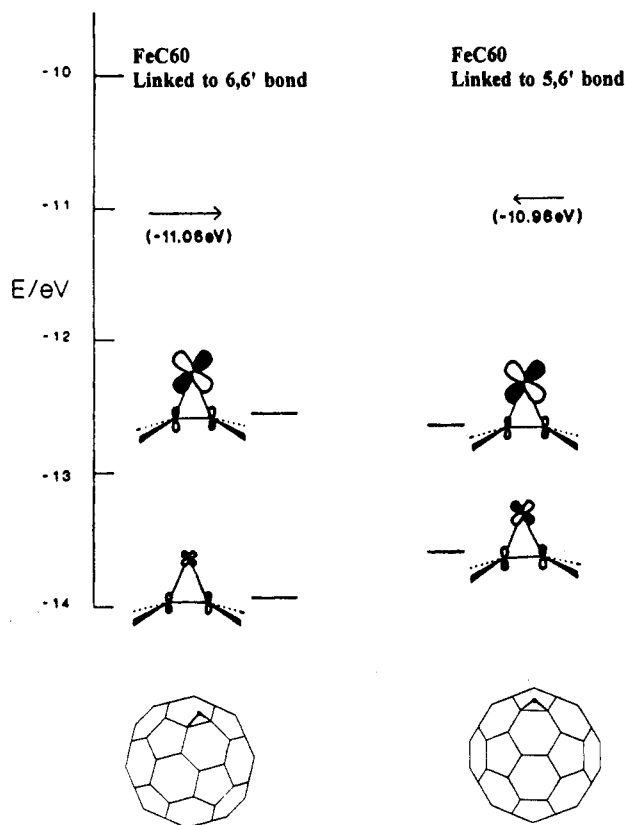 FeC60
Linked to 6,6' bond
FeC60
Linked to 5,6' bond
-10
-11
(-11.06eV)
(-10.96eV)
E/eV
-12
-13
-14